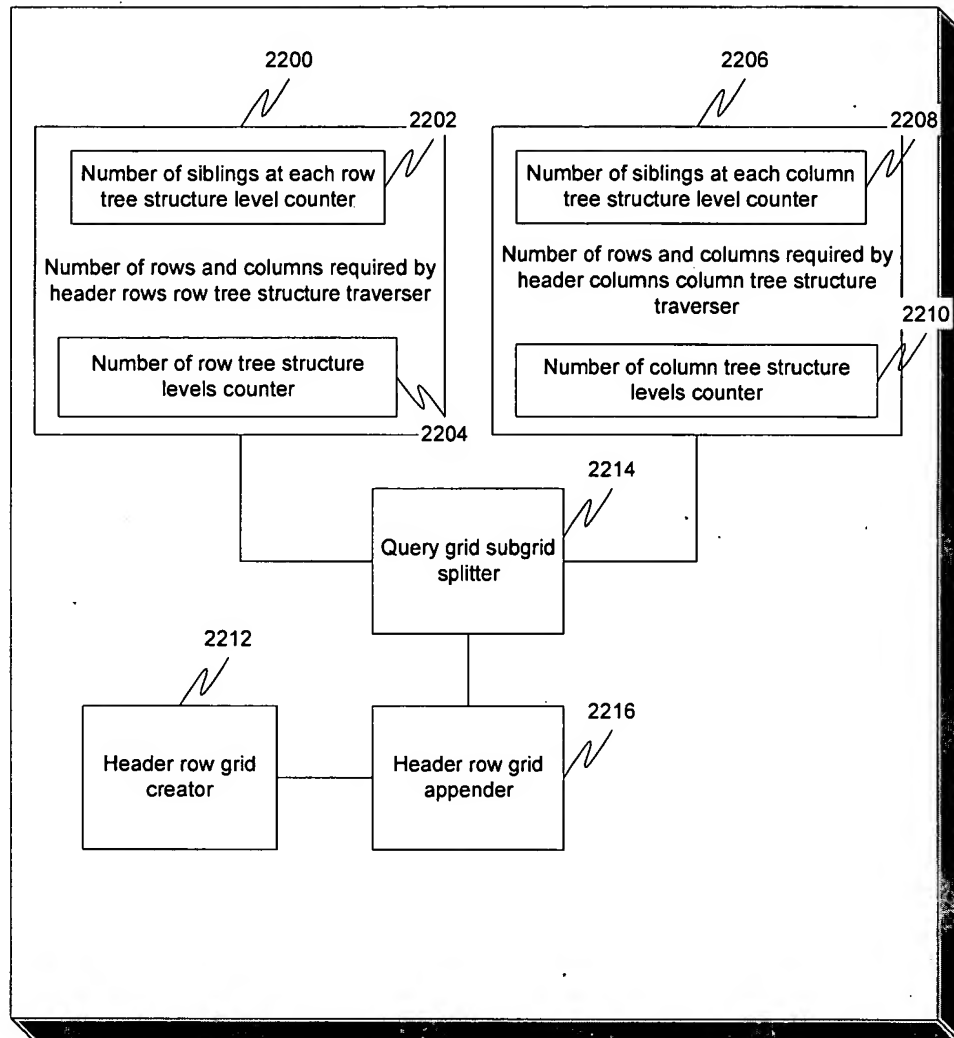 2200
2206
2202
2208
Number of siblings at each row
tree structure level counter
Number of siblings at each column
tree structure level counter
Number of rows and columns required by
header rows row tree structure traverser
Number of rows and columns required by
header columns column tree structure
traverser
2210
Number of row tree structure
levels counter
Number of column tree structure
levels counter
2204
2214
Query grid subgrid
splitter
2212
2216
Header row grid
creator
Header row grid
appender